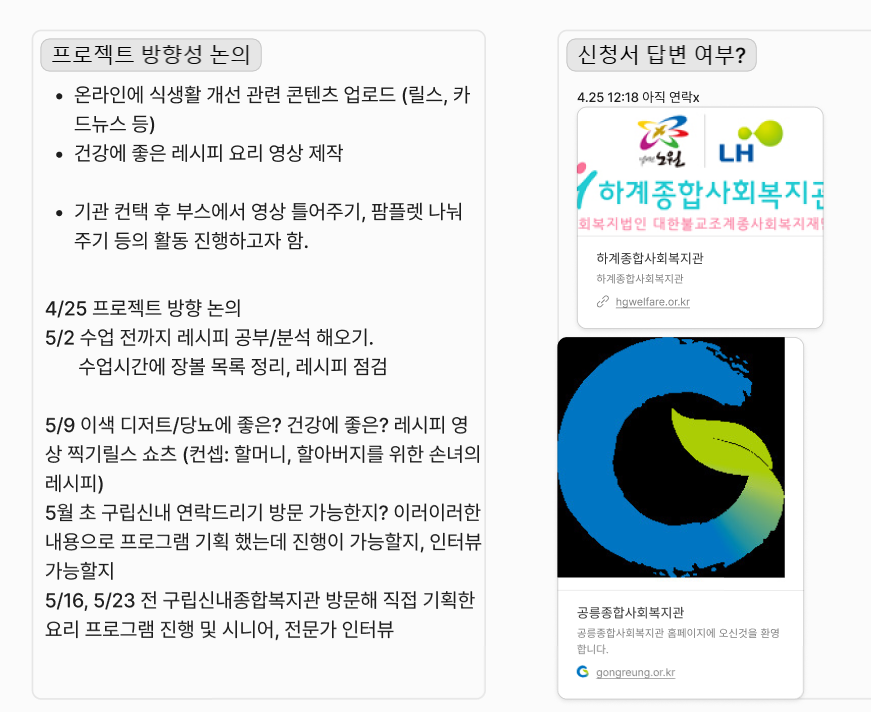 프로젝트 방향성 논의
• 온라인에 식생활 개선 관련 콘텐츠 업로드 (릴스, 카
드뉴스 등)
• 건강에 좋은 레시피 요리 영상 제작
• 기관 컨택 후 부스에서 영상 틀어주기, 팜플렛 나눠
주기 등의 활동 진행하고자 함.
4/25 프로젝트 방향 논의
5/2 수업 전까지 레시피 공부/분석 해오기.
수업시간에 장볼 목록 정리, 레시피 점검
5/9 이색 디저트/당뇨에 좋은? 건강에 좋은? 레시피 영
상 찍기릴스 쇼츠 (컨셉: 할머니, 할아버지를 위한 손녀의
레시피)
5월 초 구립신내 연락드리기 방문 가능한지? 이러이러한
내용으로 프로그램 기획 했는데 진행이 가능할지, 인터뷰
가능할지
5/16, 5/23 전 구립신내종합복지관 방문해 직접 기획한
요리 프로그램 진행 및 시니어, 전문가 인터뷰
신청서 답변 여부?
4.25 12:18 아직 연락x
노원
LH
하계종합사회복지관
회복지법인 대한불교조계종사회복지재단
하계종합사회복지관
하계종합사회복지관
hgwelfare.or.kr
공릉종합사회복지관
공릉종합사회복지관 홈페이지에 오신것을 환영
합니다.
gongreung.or.kr